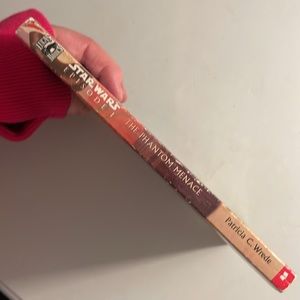 STAR WARS
EPISODE I
THE PHANTOM MENACE
Patricia C. Wrede